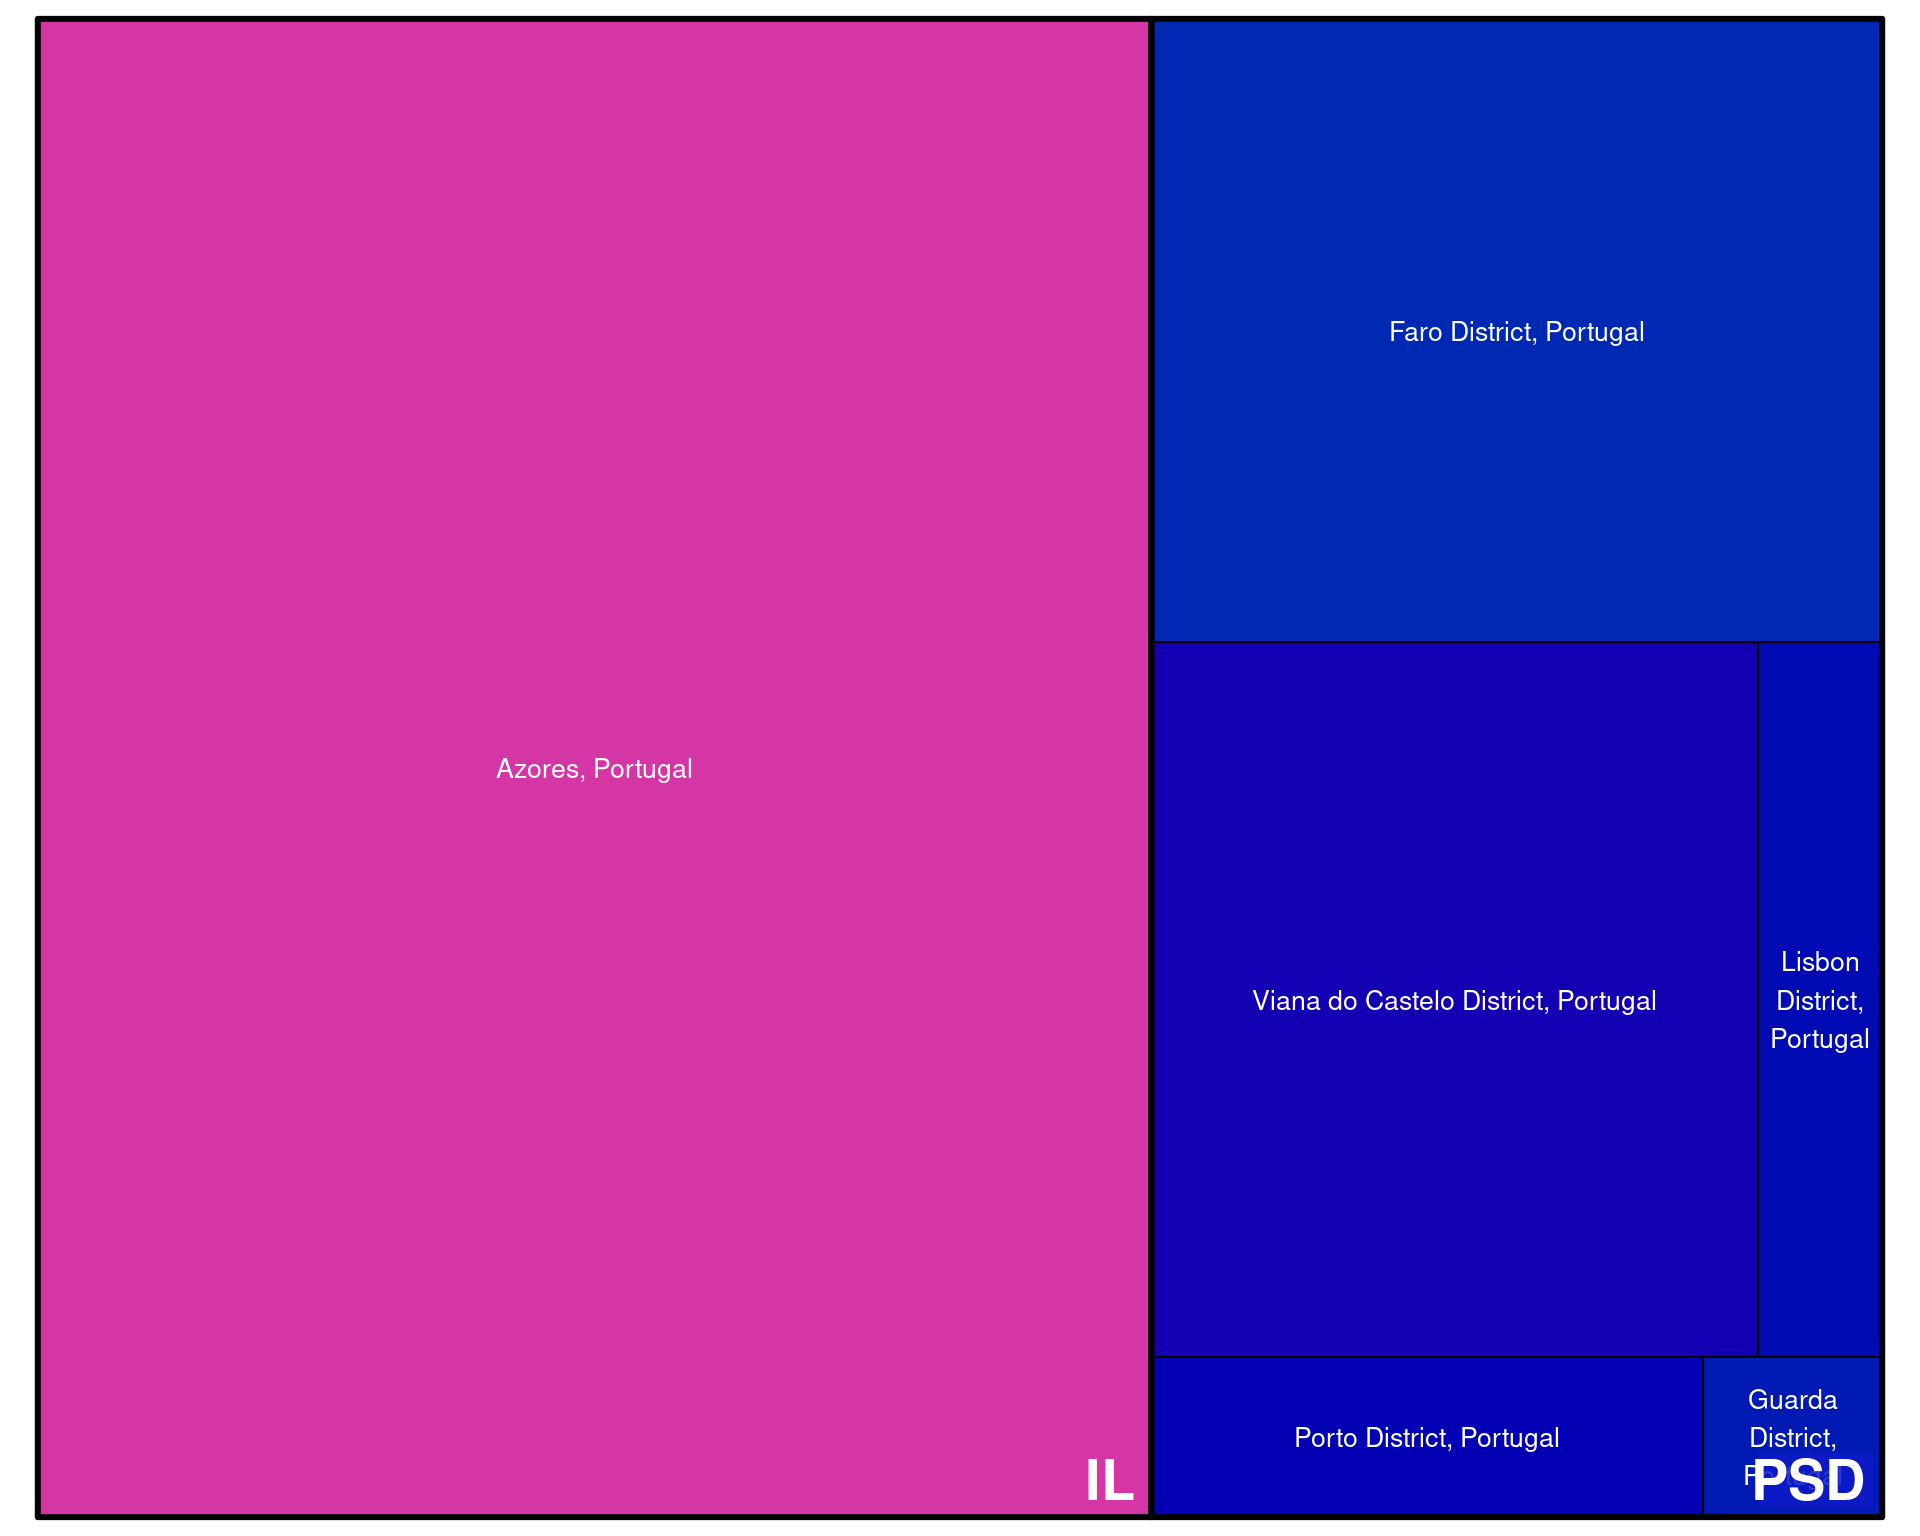 Faro District, Portugal
Azores, Portugal
Lisbon
District,
Portugal
Viana do Castelo District, Portugal
Guarda
District,
Porto District, Portugal
IL
PSD